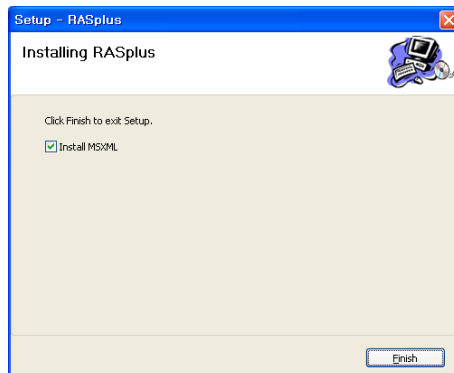 Setup - RASplus
Installing RASplus
Click Finish to exit Setup.
Install MSXML
Finish